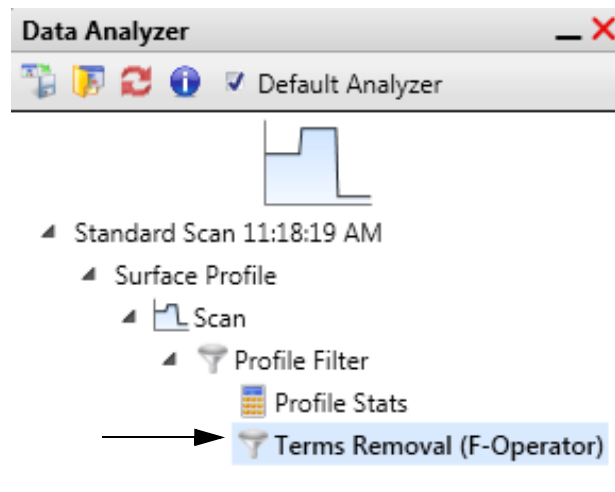 Data Analyzer
Default Analyzer
Standard Scan 11:18:19 AM
Surface Profile
Scan
Profile Filter
Profile Stats
Terms Removal (F-Operator)